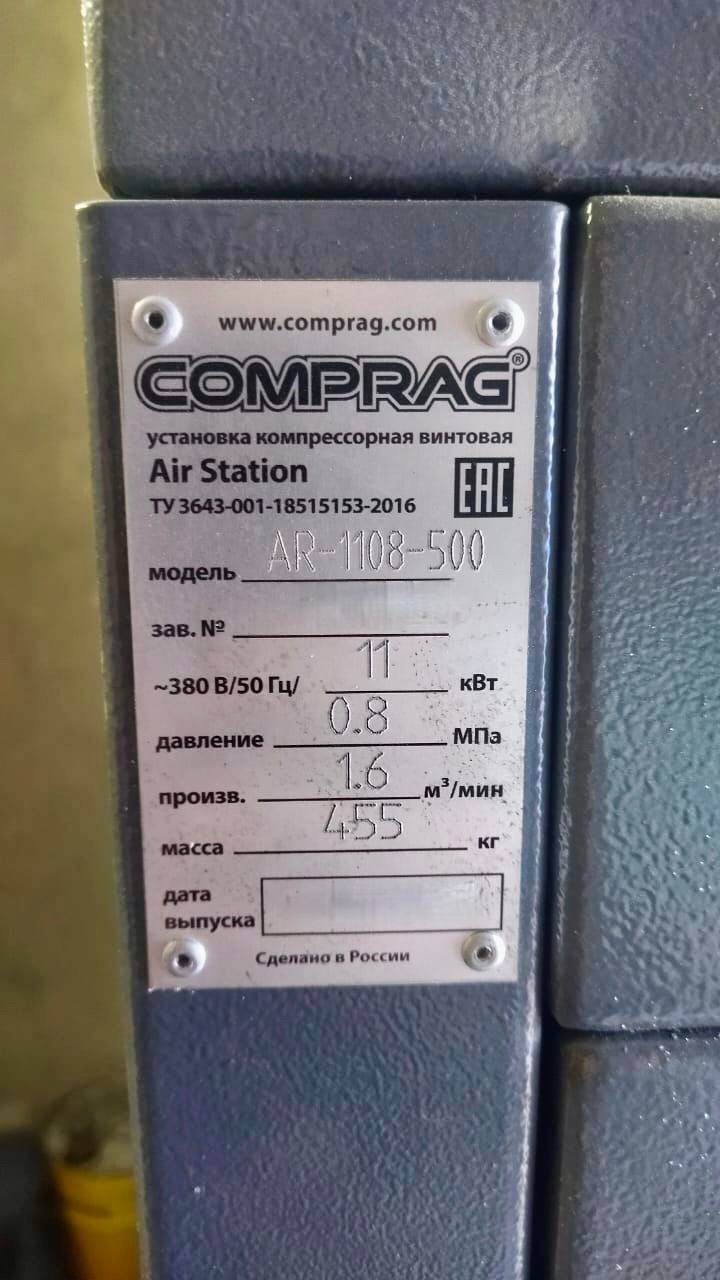 www.comprag.com
COMPRAG®
установка компрессорная винтовая
Air Station
EAC
ТУ 3643-001-18515153-2016
модель AR-1108-500
зав. №
~380 В/50 Гц/ 11 кВт
давление 0.8 МПа
произв. 1.6 м³/мин
масса 455 кг
дата
выпуска
Сделано в России